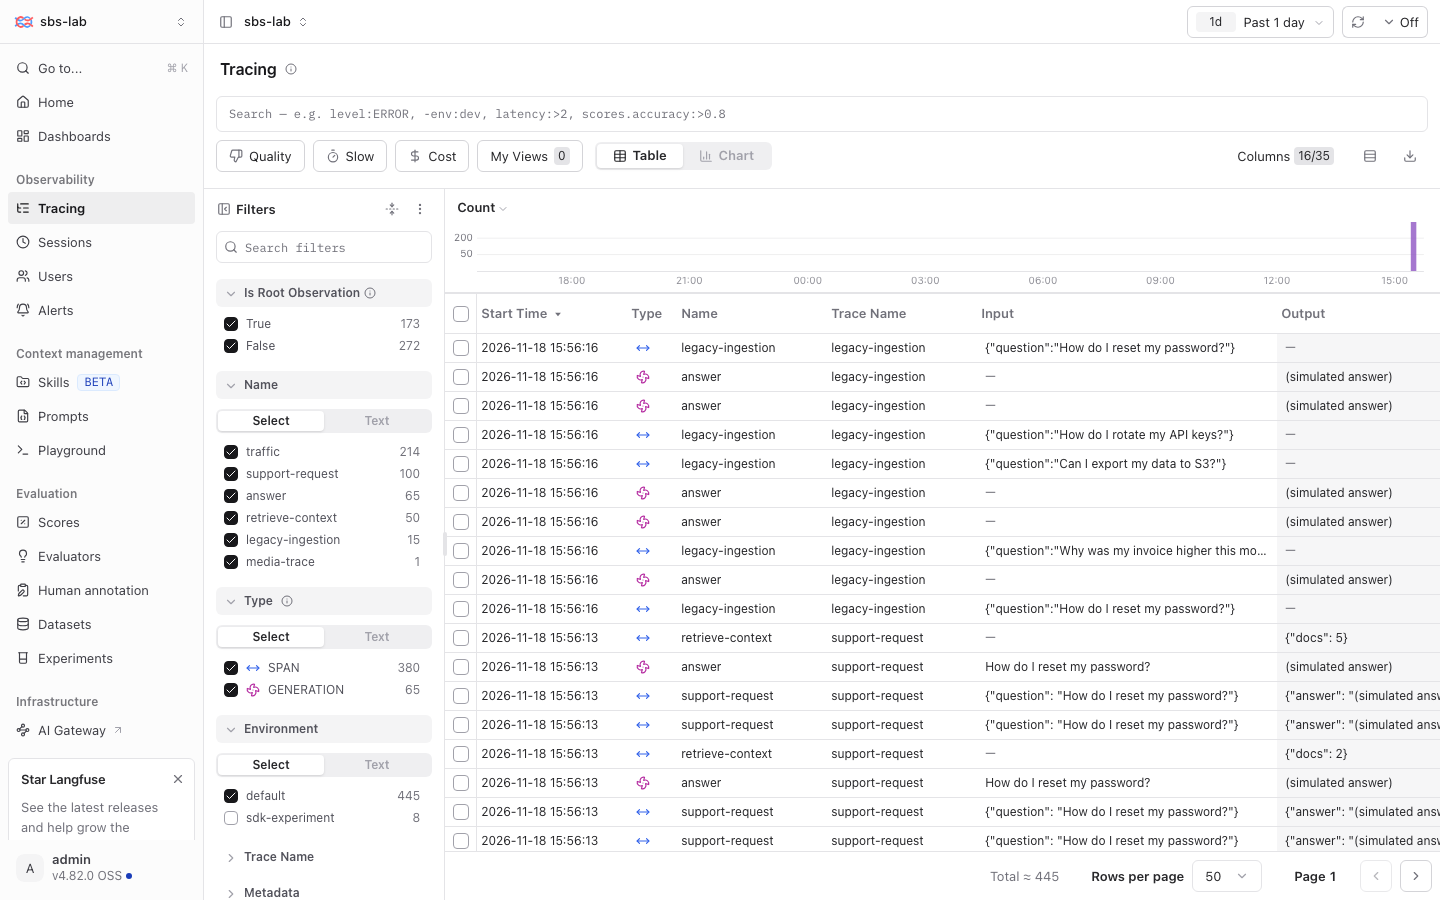 sbs-lab
Go to...
⌘ K
Home
Dashboards
Observability
Tracing
Sessions
Users
Alerts
Context management
Skills BETA
Prompts
Playground
Evaluation
Scores
Evaluators
Human annotation
Datasets
Experiments
Infrastructure
AI Gateway
Star Langfuse
See the latest releases
and help grow the
A
admin
v4.82.0 OSS
sbs-lab
1d Past 1 day
Off
Tracing
Search — e.g. level:ERROR, -env:dev, latency:>2, scores.accuracy:>0.8
Quality
Slow
Cost
My Views 0
Table
Chart
Columns 16/35
Filters
Search filters
Is Root Observation
True 173
False 272
Name
Select Text
traffic 214
support-request 100
answer 65
retrieve-context 50
legacy-ingestion 15
media-trace 1
Type
Select Text
SPAN 380
GENERATION 65
Environment
Select Text
default 445
sdk-experiment 8
Trace Name
Metadata
Count
200
50
18:00 21:00 00:00 03:00 06:00 09:00 12:00 15:00
Start Time Type Name Trace Name Input Output
2026-11-18 15:56:16 legacy-ingestion legacy-ingestion {"question":"How do I reset my password?"} —
2026-11-18 15:56:16 answer legacy-ingestion — (simulated answer)
2026-11-18 15:56:16 answer legacy-ingestion — (simulated answer)
2026-11-18 15:56:16 legacy-ingestion legacy-ingestion {"question":"How do I rotate my API keys?"} —
2026-11-18 15:56:16 legacy-ingestion legacy-ingestion {"question":"Can I export my data to S3?"} —
2026-11-18 15:56:16 answer legacy-ingestion — (simulated answer)
2026-11-18 15:56:16 answer legacy-ingestion — (simulated answer)
2026-11-18 15:56:16 legacy-ingestion legacy-ingestion {"question":"Why was my invoice higher this mo... —
2026-11-18 15:56:16 answer legacy-ingestion — (simulated answer)
2026-11-18 15:56:16 legacy-ingestion legacy-ingestion {"question":"How do I reset my password?"} —
2026-11-18 15:56:13 retrieve-context support-request — {"docs": 5}
2026-11-18 15:56:13 answer support-request How do I reset my password? (simulated answer)
2026-11-18 15:56:13 support-request support-request {"question": "How do I reset my password?"} {"answer": "(simulated answ
2026-11-18 15:56:13 support-request support-request {"question": "How do I reset my password?"} {"answer": "(simulated answ
2026-11-18 15:56:13 retrieve-context support-request — {"docs": 2}
2026-11-18 15:56:13 answer support-request How do I reset my password? (simulated answer)
2026-11-18 15:56:13 support-request support-request {"question": "How do I reset my password?"} {"answer": "(simulated answ
2026-11-18 15:56:13 support-request support-request {"question": "How do I reset my password?"} {"answer": "(simulated answ
Total ≈ 445
Rows per page 50
Page 1